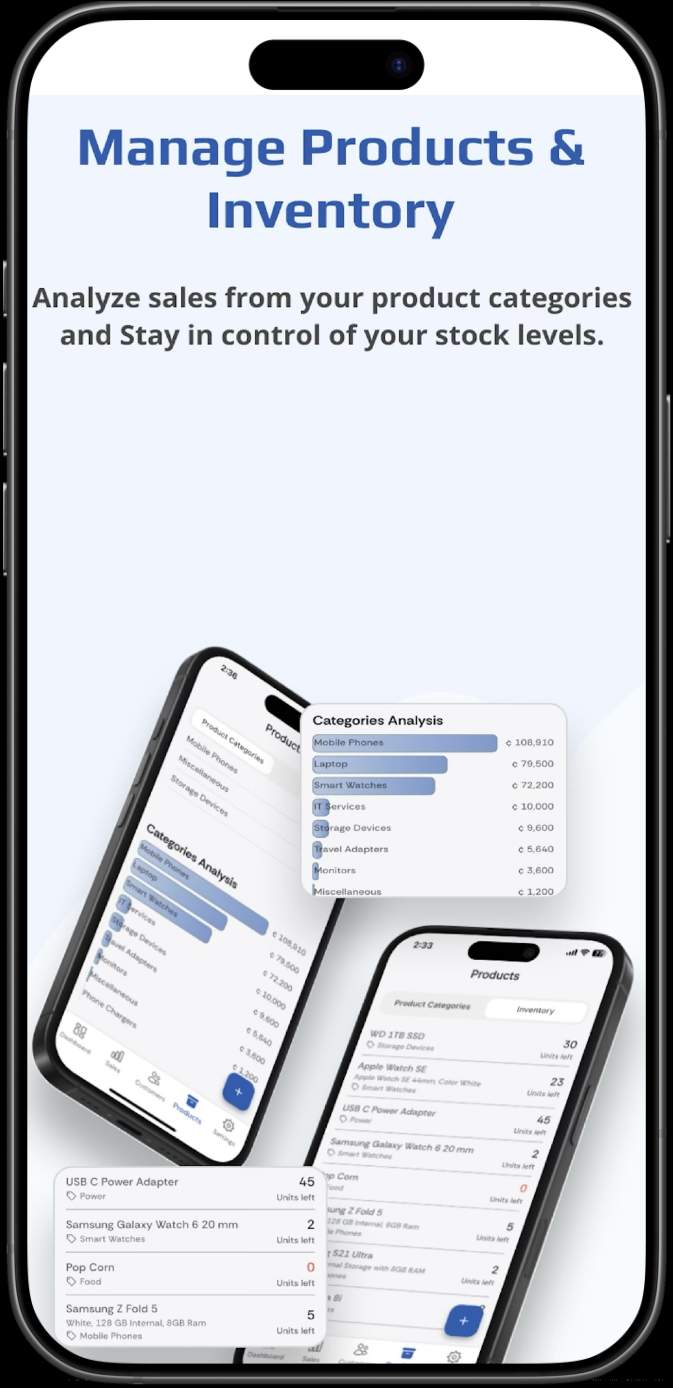 Manage Products &
Inventory
Analyze sales from your product categories
and Stay in control of your stock levels.
2:36
Product
Product Categories
Mobile Phones
Miscellaneous
Storage Devices
Categories Analysis
Mobile Phones ¢ 108,910
Laptop ¢ 79,500
Smart Watches ¢ 72,200
IT Services ¢ 10,000
Storage Devices ¢ 9,600
Travel Adapters ¢ 5,640
Monitors ¢ 3,600
Miscellaneous ¢ 1,200
Phone Chargers
Dashboard
Sales
Customers
Products
Settings
Categories Analysis
Mobile Phones ¢ 108,910
Laptop ¢ 79,500
Smart Watches ¢ 72,200
IT Services ¢ 10,000
Storage Devices ¢ 9,600
Travel Adapters ¢ 5,640
Monitors ¢ 3,600
Miscellaneous ¢ 1,200
2:33
Products
Product Categories Inventory
WD 1TB SSD 30
Storage Devices Units left
Apple Watch SE 23
Apple Watch SE 44mm, Color White Units left
Smart Watches
USB C Power Adapter 45
Power Units left
Samsung Galaxy Watch 6 20 mm 2
Smart Watches Units left
op Corn 0
Food Units left
ung Z Fold 5 5
128 GB Internal, 8GB Ram Units left
le Phones
g S21 Ultra 2
rnal Storage with 8GB RAM Units left
hones
a 8i
Dashboard
Sales
USB C Power Adapter 45
Power Units left
Samsung Galaxy Watch 6 20 mm 2
Smart Watches Units left
Pop Corn 0
Food Units left
Samsung Z Fold 5 5
White, 128 GB Internal, 8GB Ram Units left
Mobile Phones